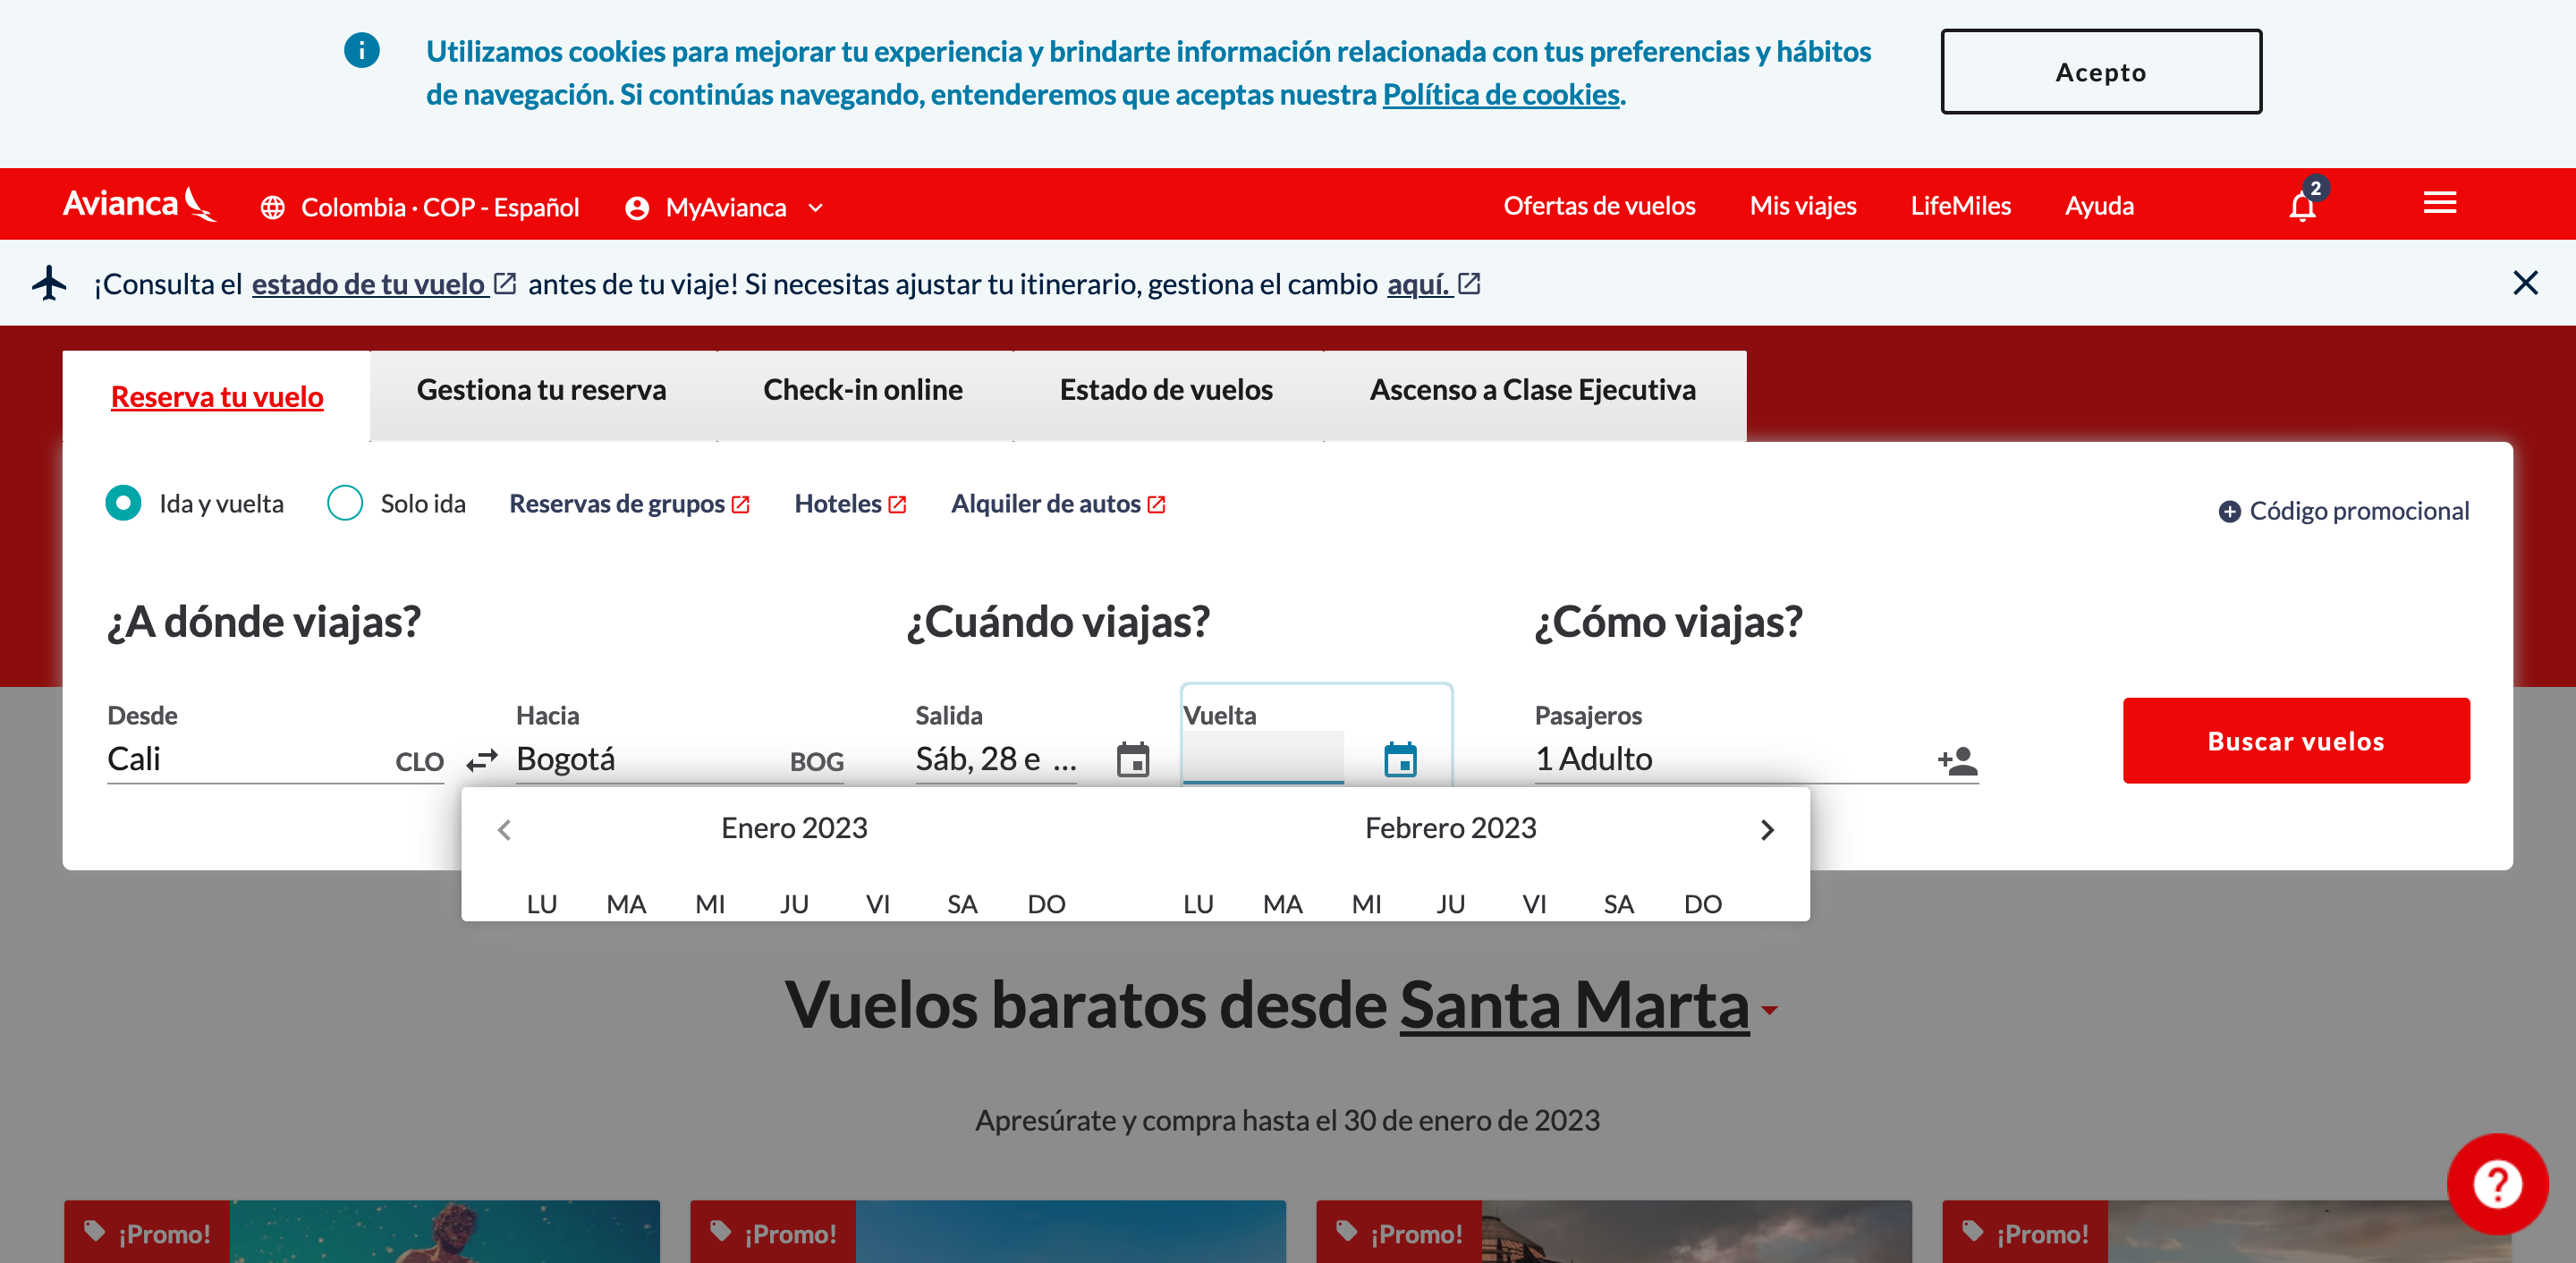 Utilizamos cookies para mejorar tu experiencia y brindarte información relacionada con tus preferencias y hábitos
de navegación. Si continúas navegando, entenderemos que aceptas nuestra Política de cookies.
Acepto
Avianca Colombia · COP - Español MyAvianca Ofertas de vuelos Mis viajes LifeMiles Ayuda 2
¡Consulta el estado de tu vuelo antes de tu viaje! Si necesitas ajustar tu itinerario, gestiona el cambio aquí.
Reserva tu vuelo Gestiona tu reserva Check-in online Estado de vuelos Ascenso a Clase Ejecutiva
Ida y vuelta Solo ida Reservas de grupos Hoteles Alquiler de autos Código promocional
¿A dónde viajas? ¿Cuándo viajas? ¿Cómo viajas?
Desde Hacia Salida Vuelta Pasajeros
Cali CLO Bogotá BOG Sáb, 28 e ... 1 Adulto Buscar vuelos
Enero 2023 Febrero 2023
LU MA MI JU VI SA DO LU MA MI JU VI SA DO
Vuelos baratos desde Santa Marta
Apresúrate y compra hasta el 30 de enero de 2023
¡Promo! ¡Promo! ¡Promo! ¡Promo!